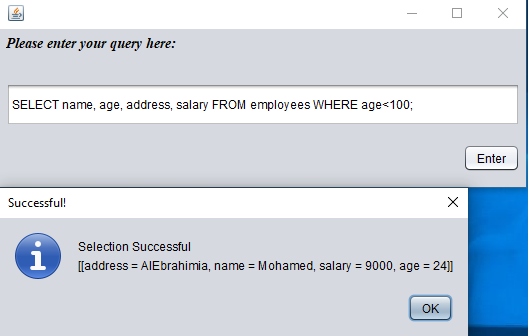 Please enter your query here:
SELECT name, age, address, salary FROM employees WHERE age<100;
Enter
Successful!
Selection Successful
[[address = AlEbrahimia, name = Mohamed, salary = 9000, age = 24]]
OK